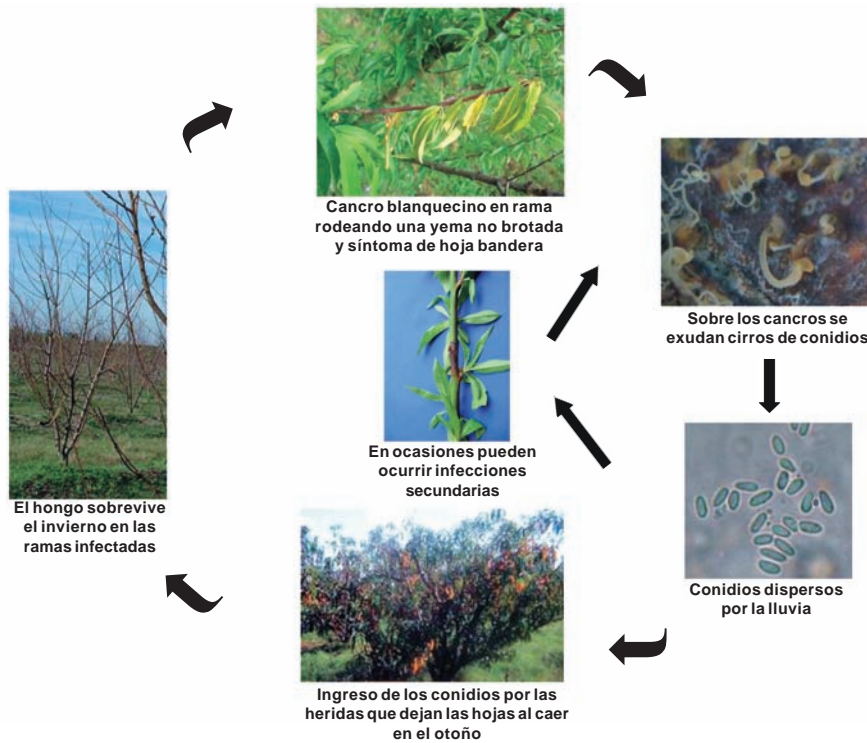 Cancro blanquecino en rama
rodeando una yema no brotada
y síntoma de hoja bandera
Sobre los cancros se
exudan cirros de conidios
Conidios dispersos
por la lluvia
Ingreso de los conidios por las
heridas que dejan las hojas al caer
en el otoño
El hongo sobrevive
el invierno en las
ramas infectadas
En ocasiones pueden
ocurrir infecciones
secundarias